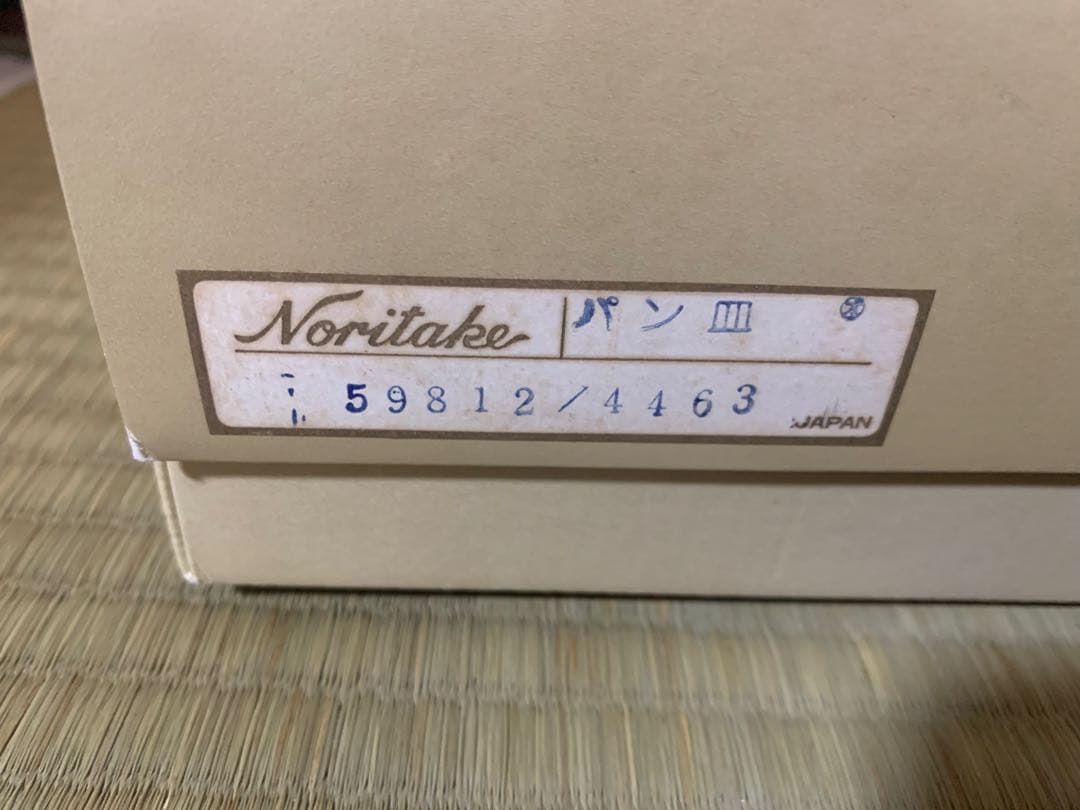 Noritake パン皿
59812/4463
JAPAN